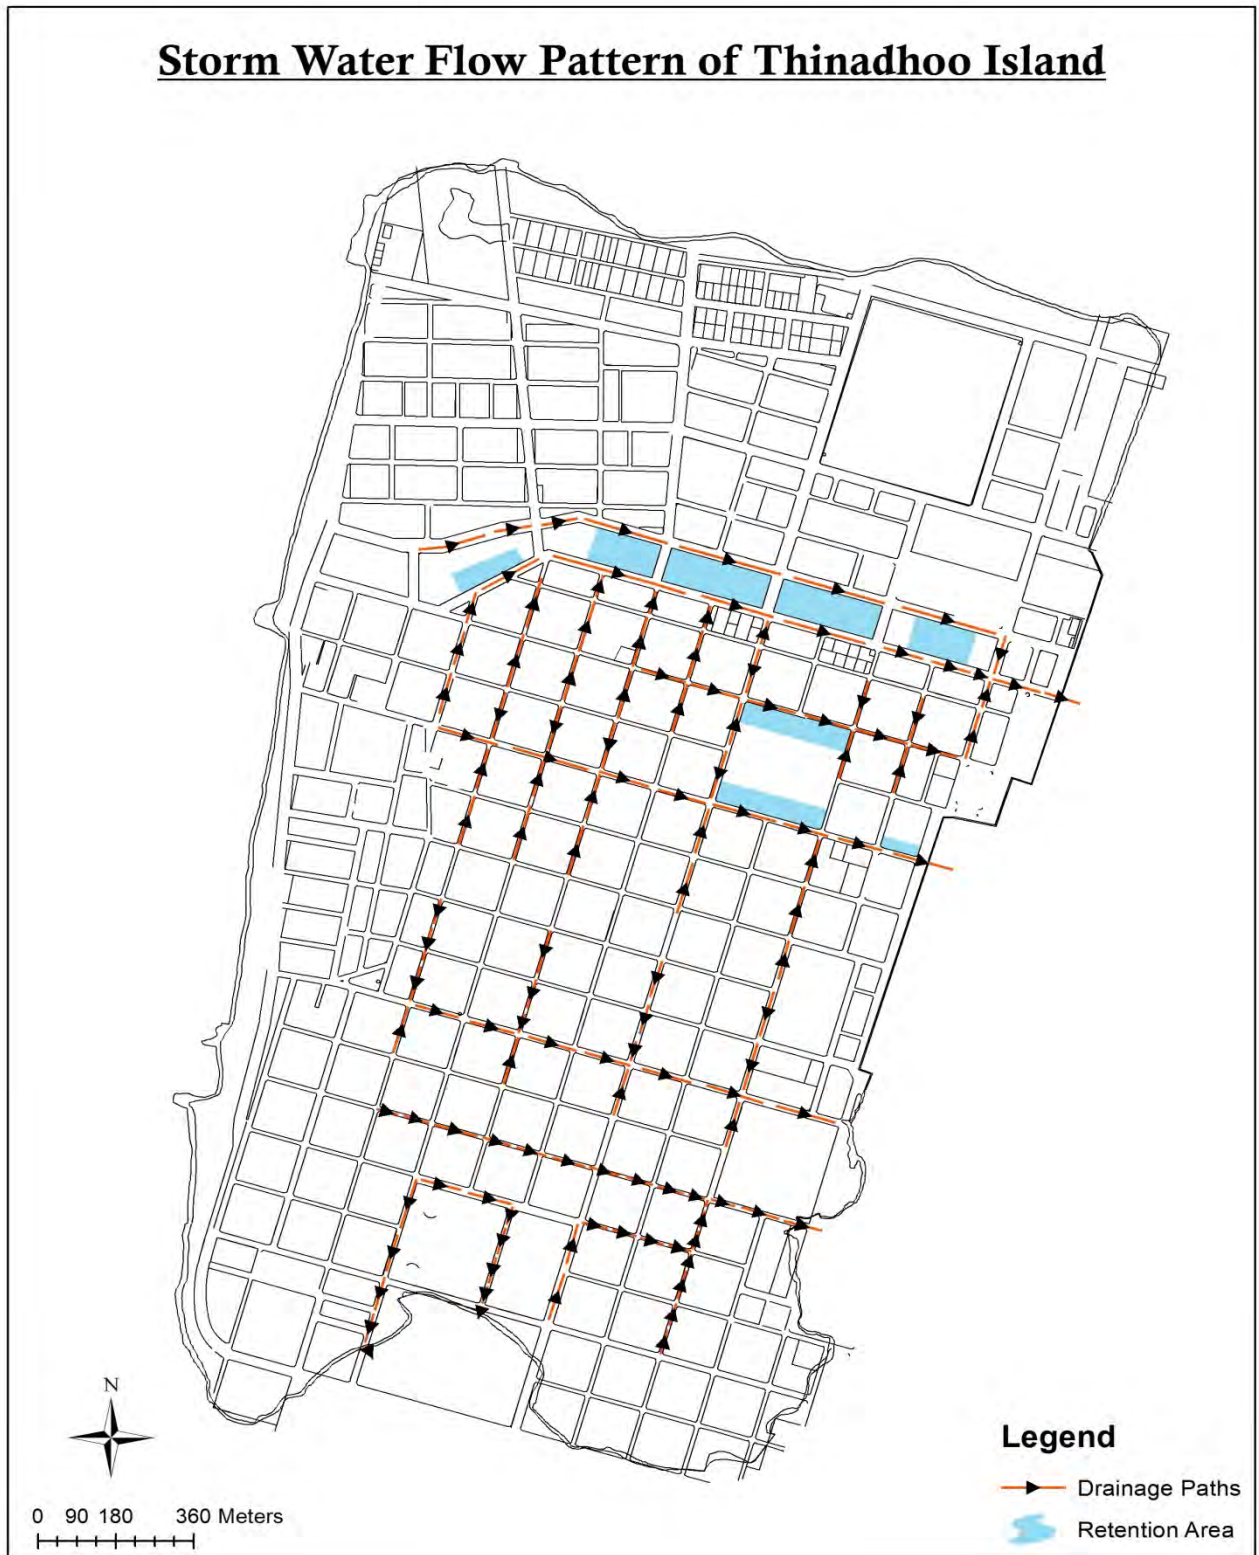 Storm Water Flow Pattern of Thinadhoo Island
N
0 90 180 360 Meters
Legend
Drainage Paths
Retention Area